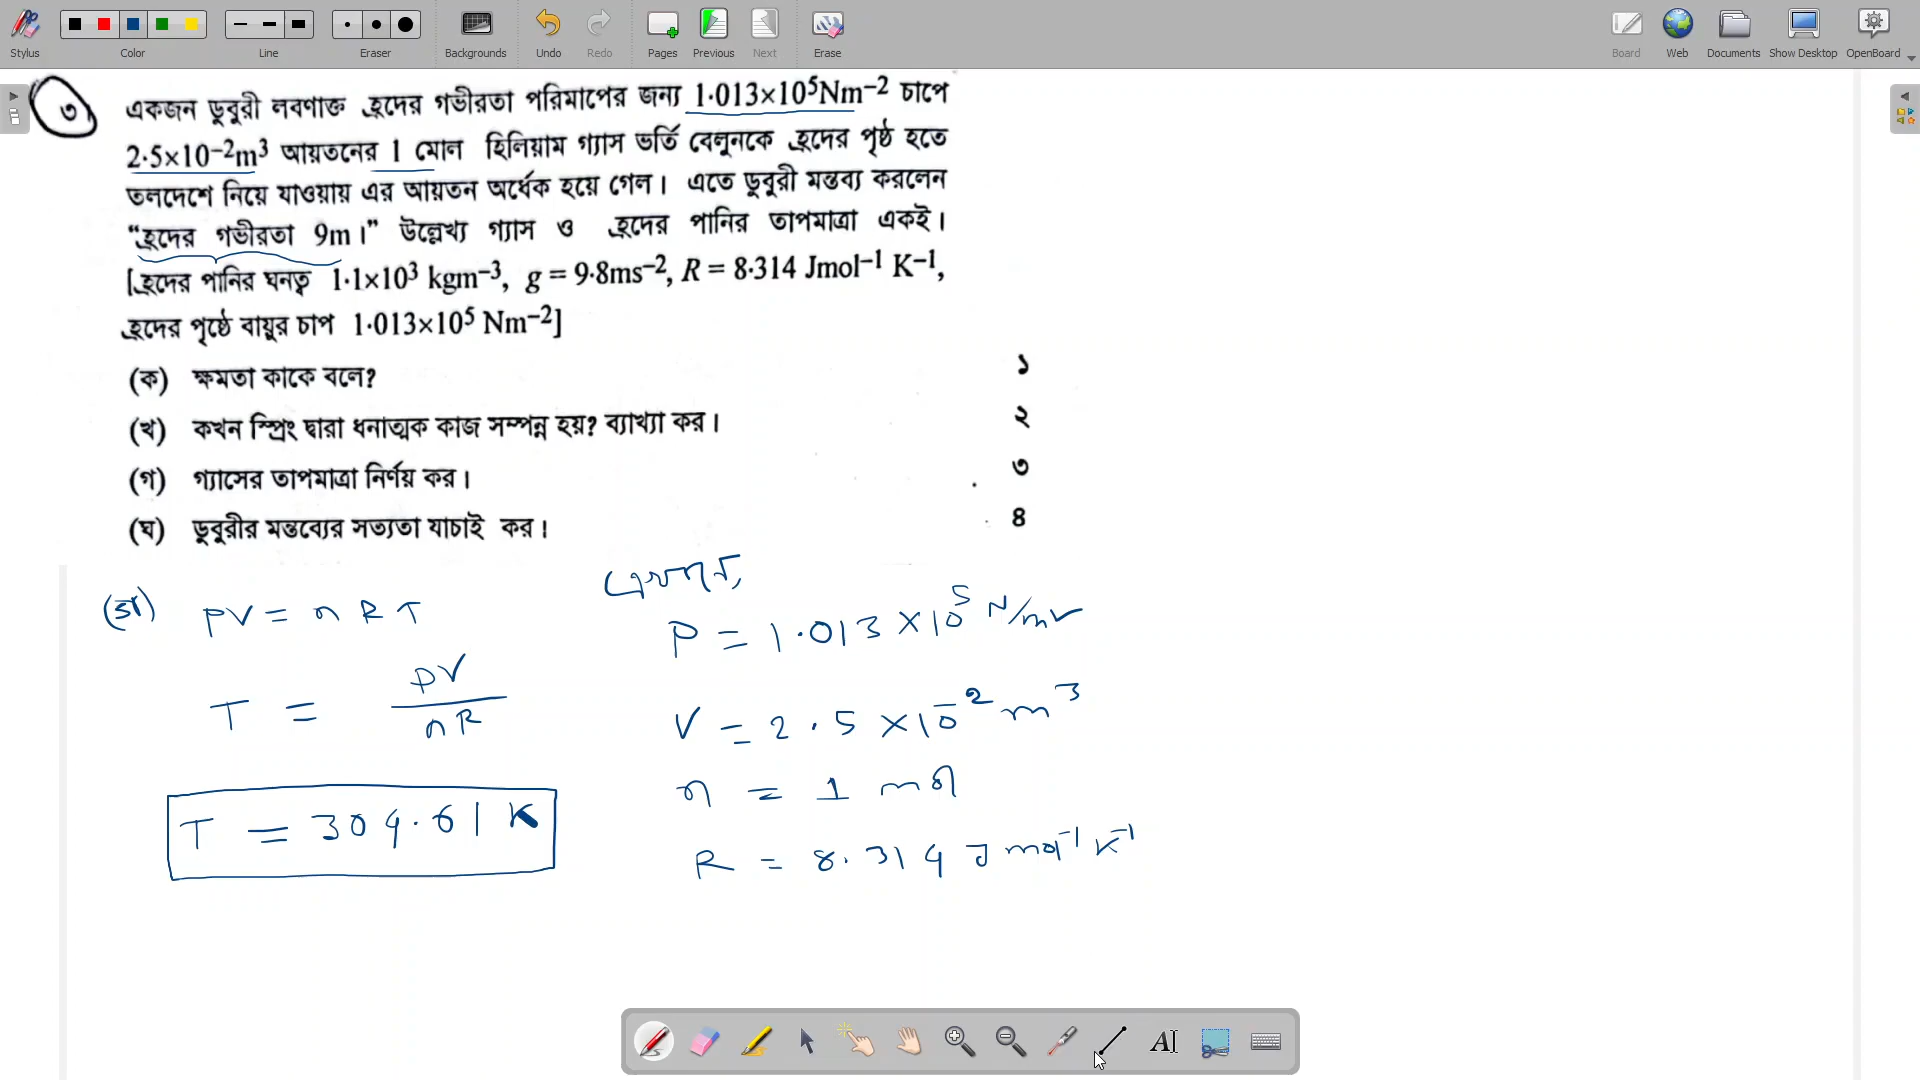 Stylus
Color
Line
Eraser
Backgrounds
Undo
Redo
Pages
Previous
Next
Erase
Board
Web
Documents
Show Desktop
OpenBoard
৩
একজন ডুবুরী লবণাক্ত হ্রদের গভীরতা পরিমাপের জন্য 1·013×10⁵Nm⁻² চাপে
2·5×10⁻²m³ আয়তনের 1 মোল হিলিয়াম গ্যাস ভর্তি বেলুনকে হ্রদের পৃষ্ঠ হতে
তলদেশে নিয়ে যাওয়ায় এর আয়তন অর্ধেক হয়ে গেল। এতে ডুবুরী মন্তব্য করলেন
“হ্রদের গভীরতা 9m।” উল্লেখ্য গ্যাস ও হ্রদের পানির তাপমাত্রা একই।
[হ্রদের পানির ঘনত্ব 1·1×10³ kgm⁻³, g = 9·8ms⁻², R = 8·314 Jmol⁻¹ K⁻¹,
হ্রদের পৃষ্ঠে বায়ুর চাপ 1·013×10⁵ Nm⁻²]
(ক) ক্ষমতা কাকে বলে? ১
(খ) কখন স্প্রিং দ্বারা ধনাত্মক কাজ সম্পন্ন হয়? ব্যাখ্যা কর। ২
(গ) গ্যাসের তাপমাত্রা নির্ণয় কর। ৩
(ঘ) ডুবুরীর মন্তব্যের সত্যতা যাচাই কর। ৪
(গ) PV = nRT
এখানে,
P = 1.013 × 10⁵ N/m²
T = PV/nR
V = 2.5 × 10⁻² m³
n = 1 mol
T = 304.61 K
R = 8.314 J mol⁻¹ K⁻¹